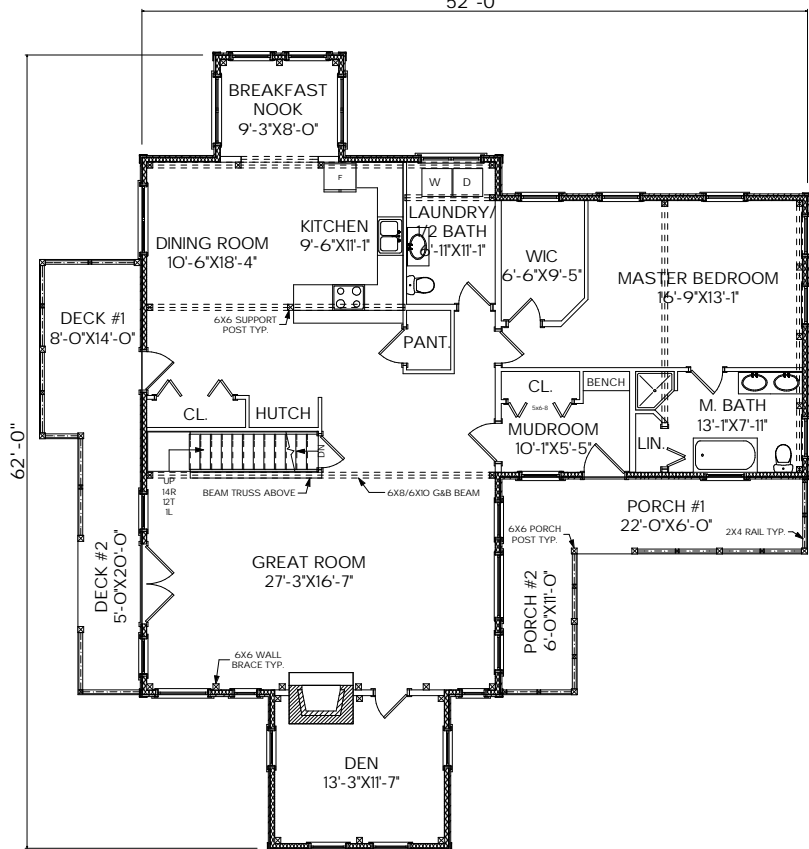 52'-0"
BREAKFAST
NOOK
9'-3"X8'-0"
F
W
D
LAUNDRY/
1/2 BATH
6'-11"X11'-1"
KITCHEN
9'-6"X11'-1"
DINING ROOM
10'-6"X18'-4"
WIC
6'-6"X9'-5"
MASTER BEDROOM
16'-9"X13'-1"
DECK #1
8'-0"X14'-0"
6X6 SUPPORT
POST TYP.
PANT.
CL.
HUTCH
CL.
5x6-8
BENCH
MUDROOM
10'-1"X5'-5"
LIN.
M. BATH
13'-1"X7'-11"
62'-0"
DN
UP
14R
12T
1L
BEAM TRUSS ABOVE
6X8/6X10 G&B BEAM
PORCH #1
22'-0"X6'-0"
6X6 PORCH
POST TYP.
2X4 RAIL TYP.
GREAT ROOM
27'-3"X16'-7"
DECK #2
5'-0"X20'-0"
PORCH #2
6'-0"X11'-0"
6X6 WALL
BRACE TYP.
DEN
13'-3"X11'-7"